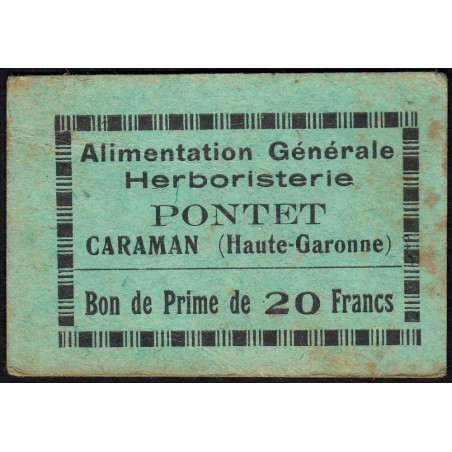 Alimentation Générale
Herboristerie
PONTET
CARAMAN (Haute-Garonne)
Bon de Prime de 20 Francs